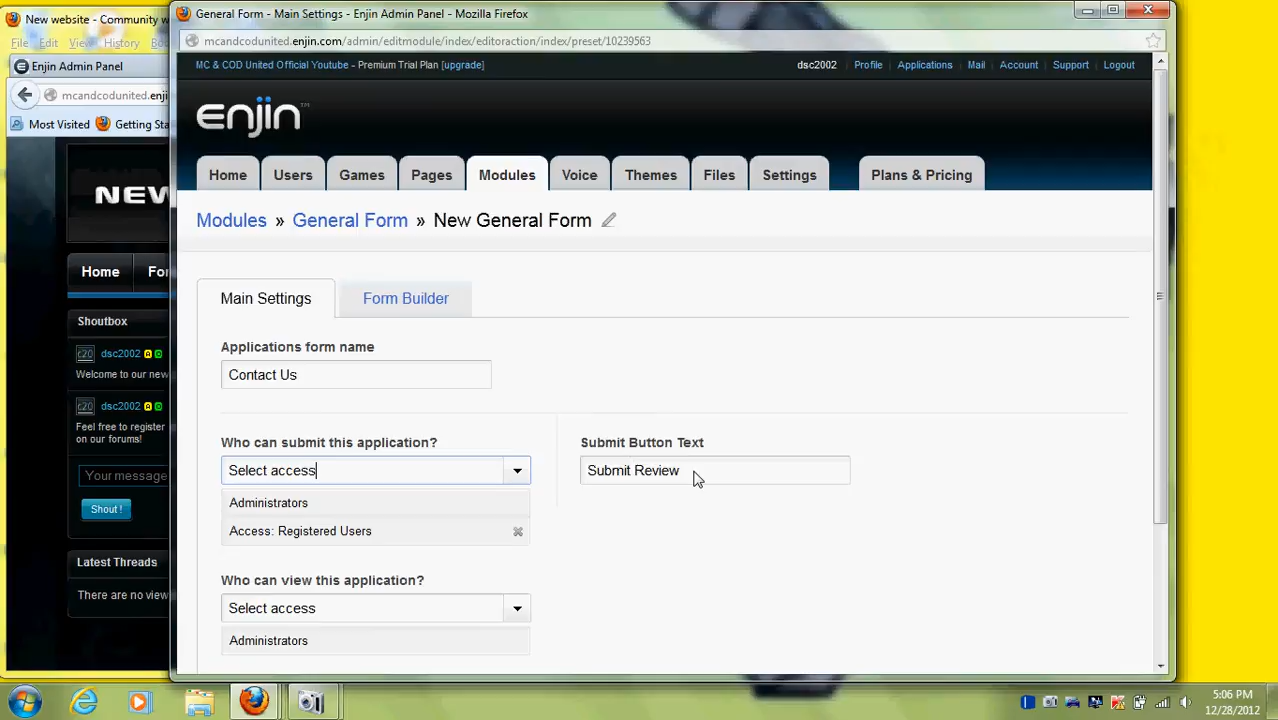 General Form - Main Settings - Enjin Admin Panel - Mozilla Firefox
New website - Community w
File Edit View History Bo
mcandcodunited.enjin.com/admin/editmodule/index/editoraction/index/preset/10239563
Enjin Admin Panel
MC & COD United Official Youtube - Premium Trial Plan [upgrade]
dsc2002 Profile Applications Mail Account Support Logout
mcandcodunited.enji
Most Visited Getting Sta
enjin™
NEW
Home Users Games Pages Modules Voice Themes Files Settings Plans & Pricing
Modules » General Form » New General Form
Home For
Main Settings Form Builder
Shoutbox
Applications form name
dsc2002 A
Welcome to our new
Contact Us
dsc2002 A
Feel free to register
on our forums!
Who can submit this application? Submit Button Text
Your message
Select access Submit Review
Shout !
Administrators
Access: Registered Users
Latest Threads
Who can view this application?
There are no view
Select access
Administrators
5:06 PM
12/28/2012